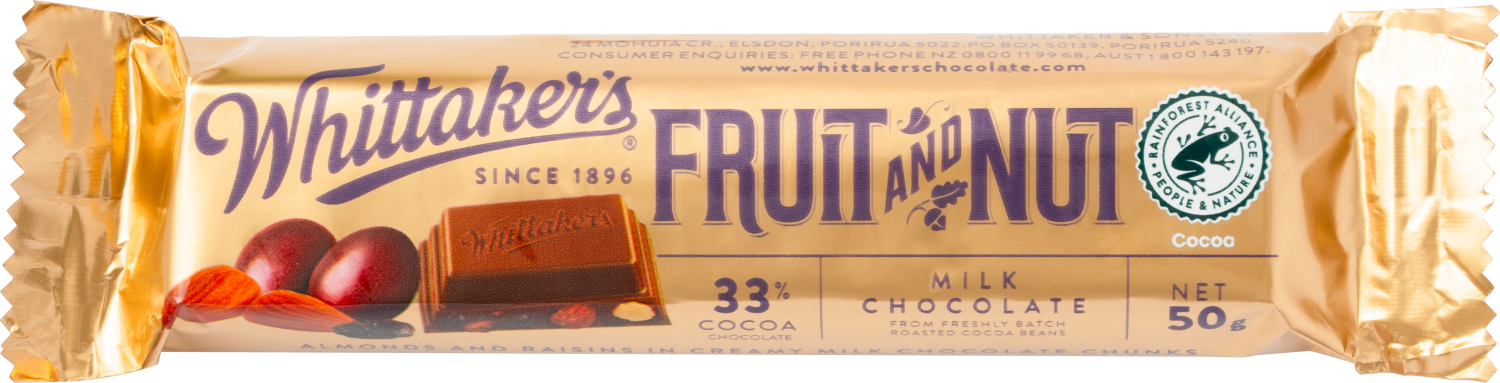 WHITTAKER & SONS
24 MOHUIA CR., ELSDON, PORIRUA 5022. PO BOX 50139, PORIRUA 5240
CONSUMER ENQUIRIES: FREE PHONE NZ 0800 11 99 68, AUST 1 800 143 197.
www.whittakerschocolate.com
Whittaker's®
SINCE 1896
FRUIT AND NUT
RAINFOREST ALLIANCE
PEOPLE & NATURE
Cocoa
Whittaker's
33%
COCOA
CHOCOLATE
MILK
CHOCOLATE
FROM FRESHLY BATCH
ROASTED COCOA BEANS
NET
50g
ALMONDS AND RAISINS IN CREAMY MILK CHOCOLATE CHUNKS